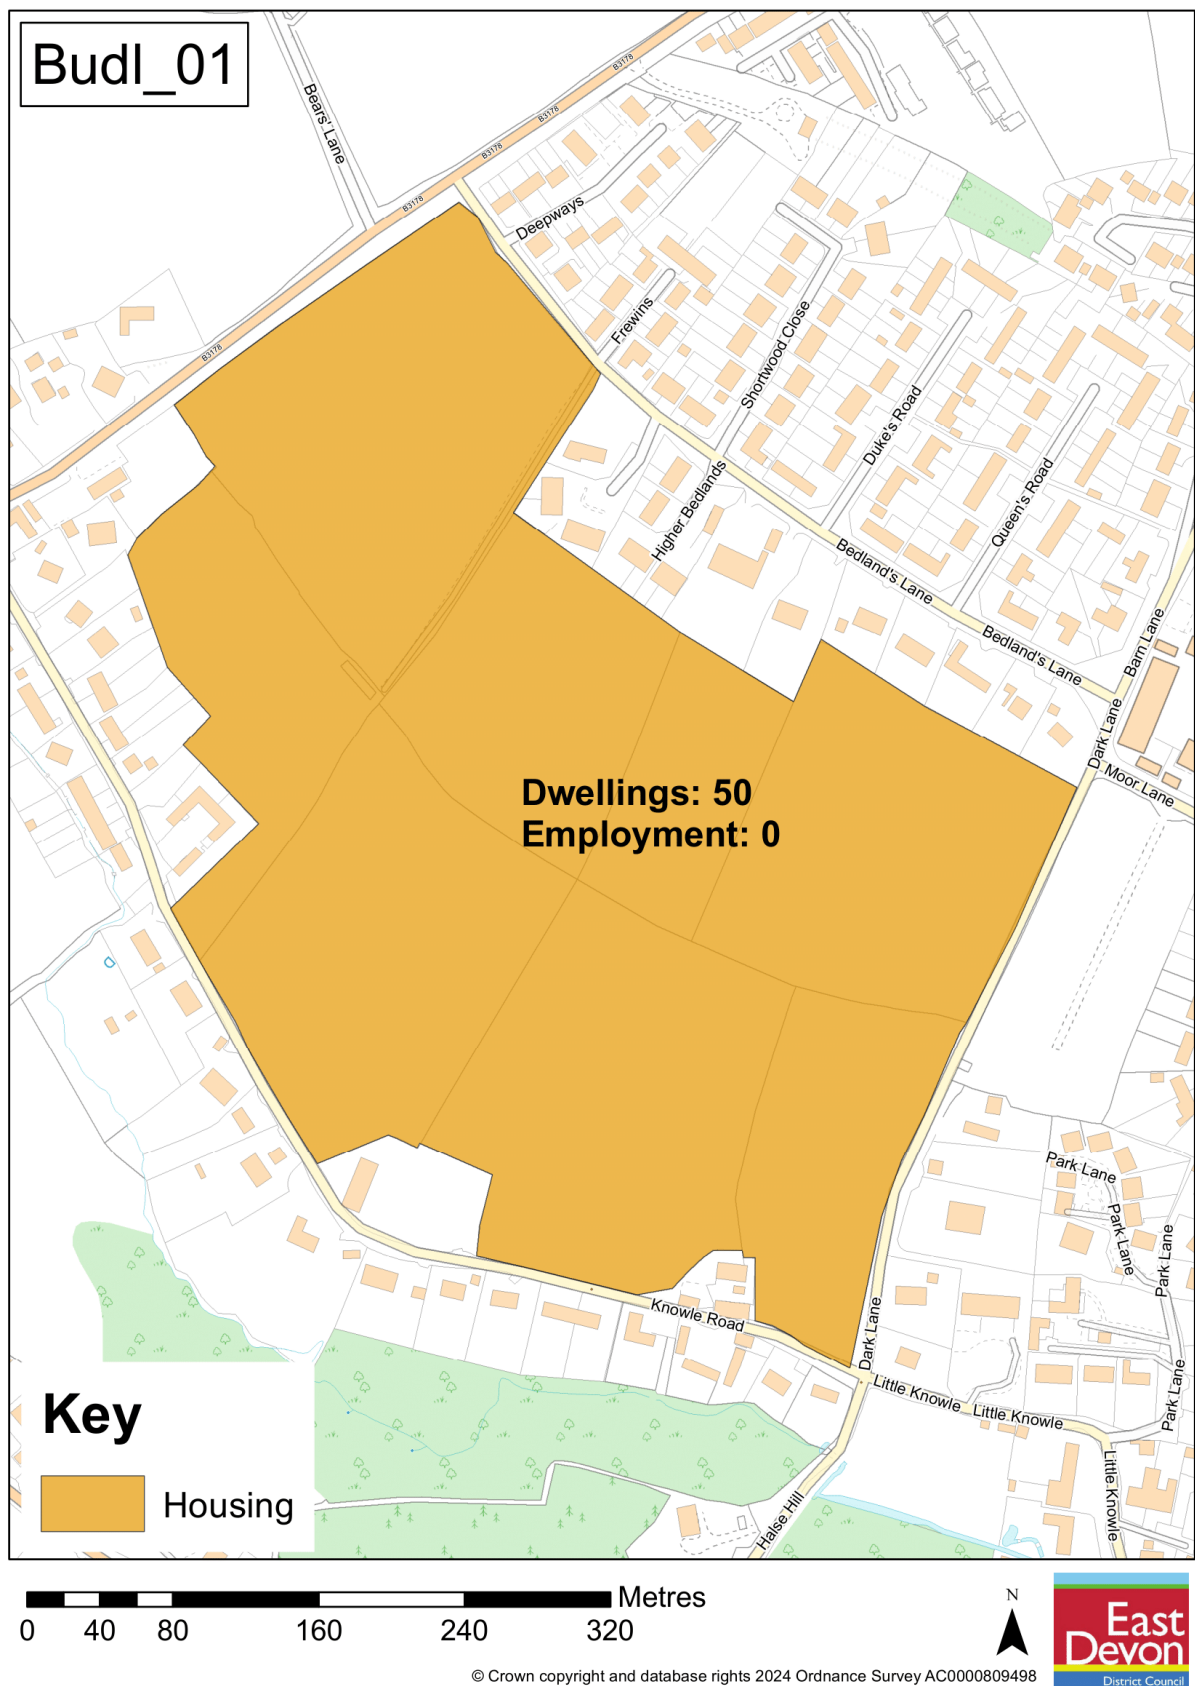 Budl_01
Bears' Lane
B3178
B3178
B3178
B3178
B3178
Deepways
Frewins
Shortwood Close
Duke's Road
Queen's Road
Higher Bedlands
Bedland's Lane
Bedland's Lane
Barn Lane
Dark Lane
Moor Lane
Dwellings: 50
Employment: 0
Park Lane
Park Lane
Park Lane
Park Lane
Knowle Road
Dark Lane
Little Knowle
Little Knowle
Little Knowle
Halse Hill
Key
Housing
Metres
0 40 80 160 240 320
N
East
Devon
District Council
© Crown copyright and database rights 2024 Ordnance Survey AC0000809498